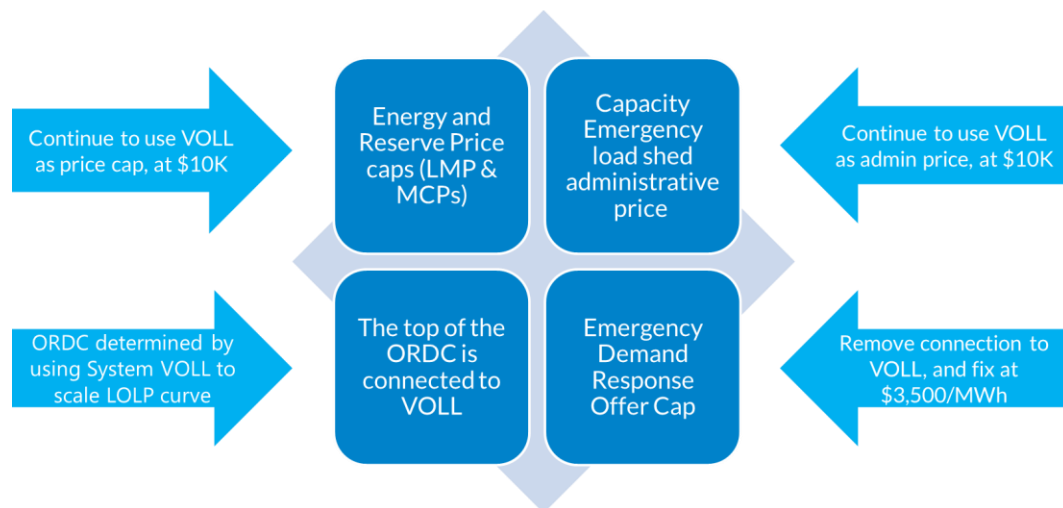 Continue to use VOLL
as price cap, at $10K
Energy and
Reserve Price
caps (LMP &
MCPs)
Capacity
Emergency
load shed
administrative
price
Continue to use VOLL
as admin price, at $10K
ORDC determined by
using System VOLL to
scale LOLP curve
The top of the
ORDC is
connected to
VOLL
Emergency
Demand
Response
Offer Cap
Remove connection to
VOLL, and fix at
$3,500/MWh